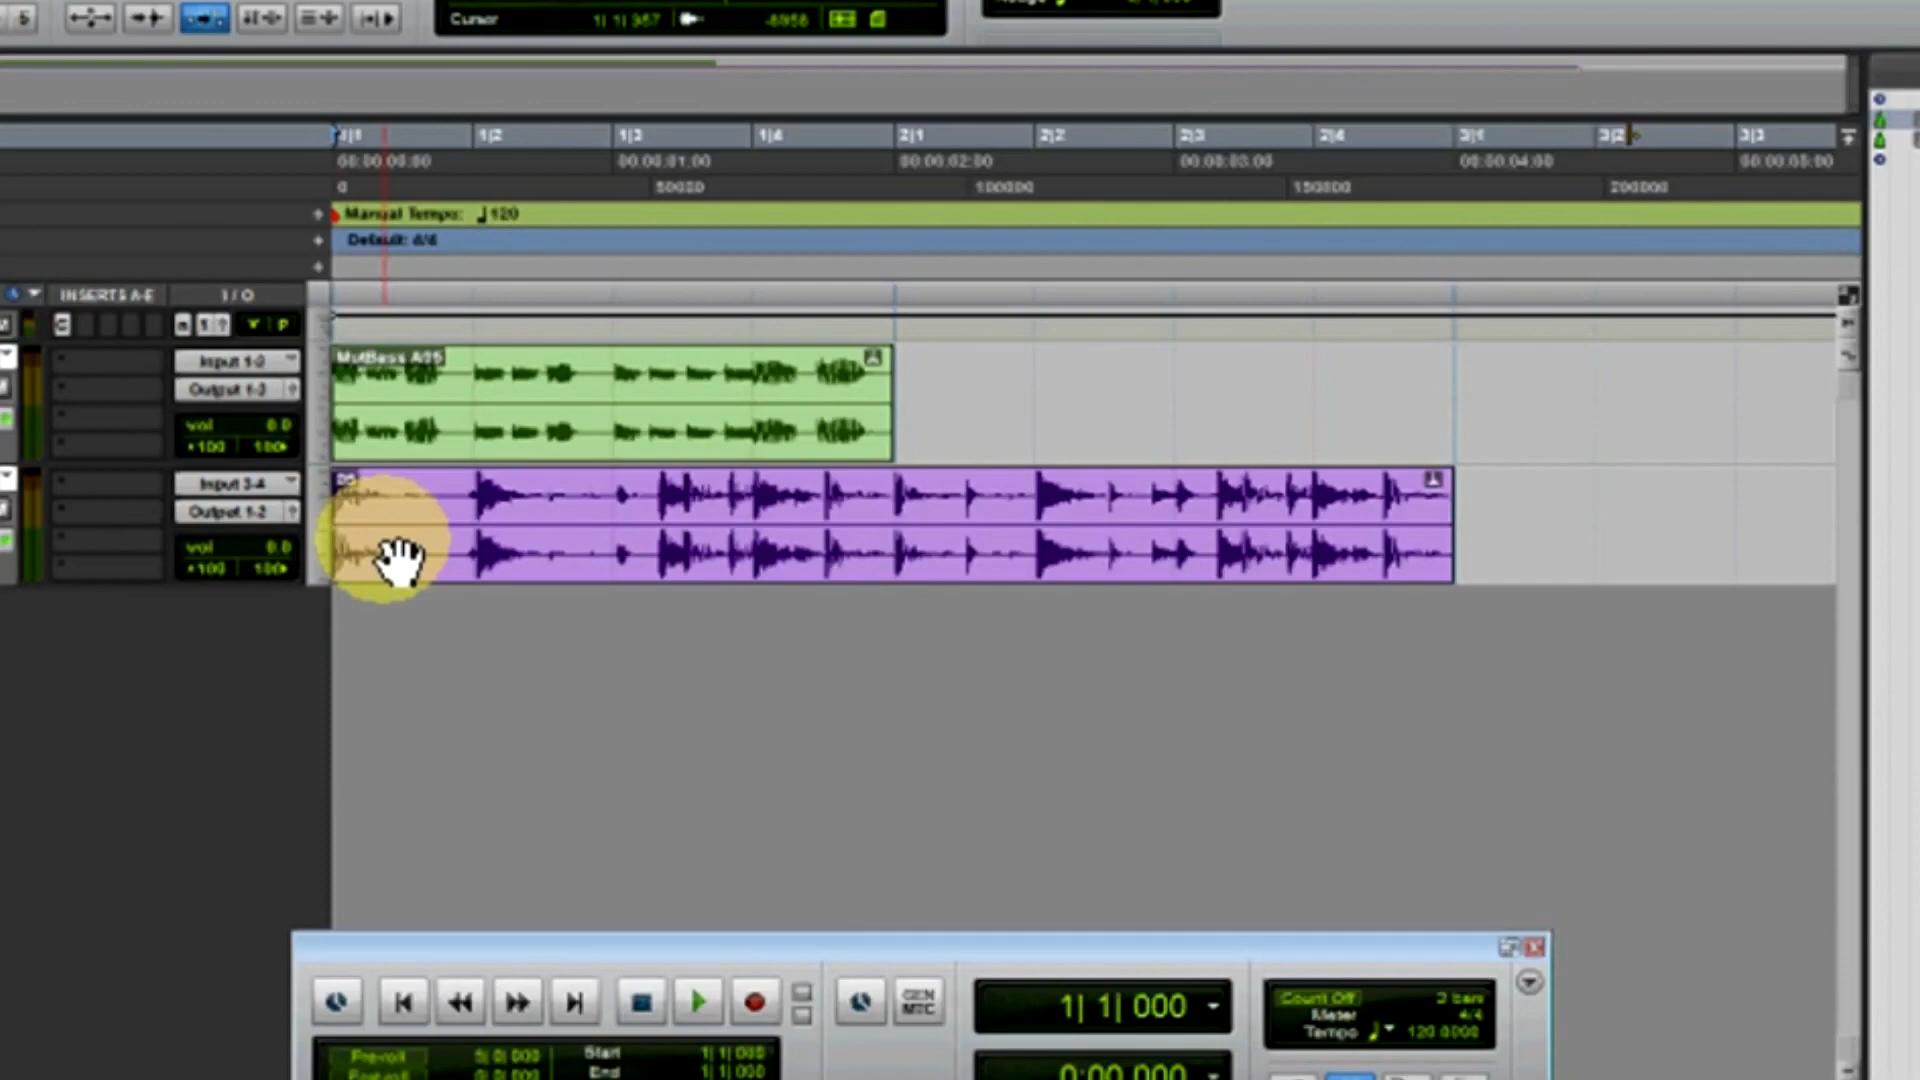 5
Cursor 1| 1| 357 -6956
1|1 1|2 1|3 1|4 2|1 2|2 2|3 2|4 3|1 3|2 3|3
00:00:00:00 00:00:01:00 00:00:02:00 00:00:03:00 00:00:04:00 00:00:05:00
0 50000 100000 150000 200000
Manual Tempo: 120
Default: 4/4
INSERTS A-E I / O
P
MutBass A05
Input 1-2
Output 1-2
vol 0.0
100 100
Input 3-4
Output 1-2
vol 0.0
100 100
GEN
MTC
1| 1| 000
Count Off 2 bars
Meter 4/4
Tempo 120.0000
Pre-roll 0| 0| 000
Start 1| 1| 000
Post-roll 0| 0| 000
End 1| 1| 000
0:00.000